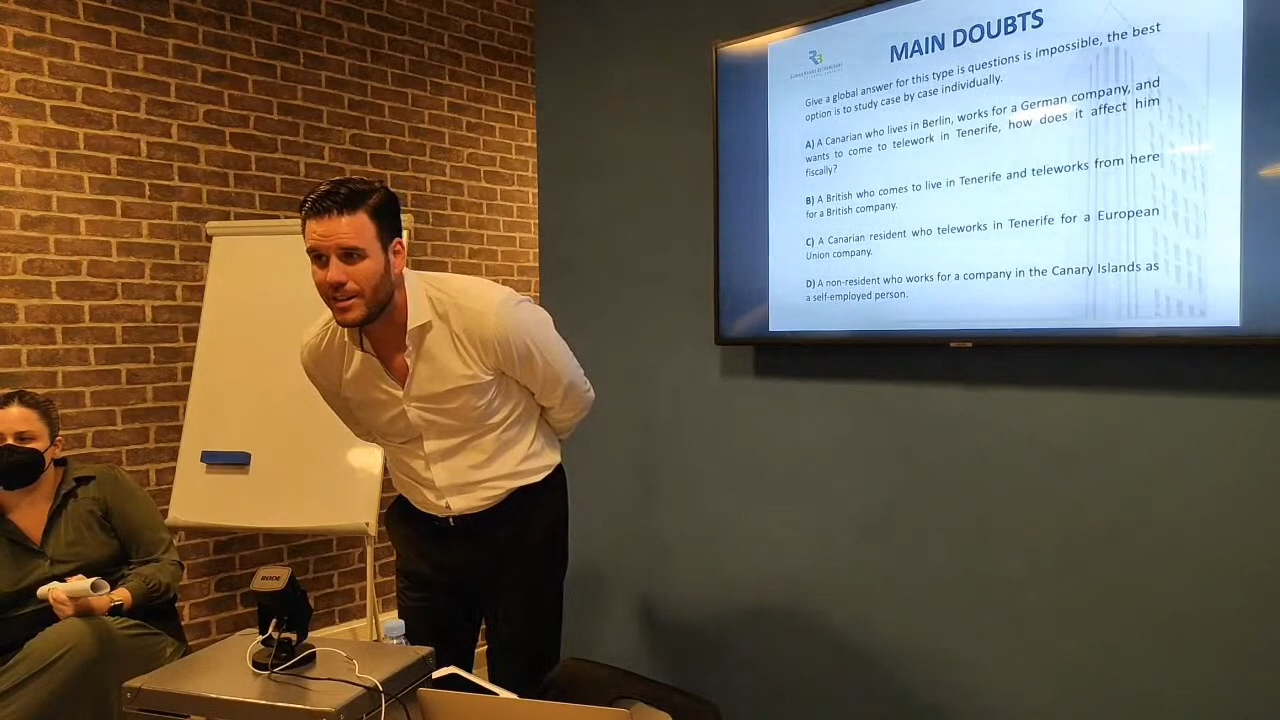 MAIN DOUBTS
R3
Give a global answer for this type is questions is impossible, the best
option is to study case by case individually.
A) A Canarian who lives in Berlin, works for a German company, and
wants to come to telework in Tenerife, how does it affect him
fiscally?
B) A British who comes to live in Tenerife and teleworks from here
for a British company.
C) A Canarian resident who teleworks in Tenerife for a European
Union company.
D) A non-resident who works for a company in the Canary Islands as
a self-employed person.
RØDE